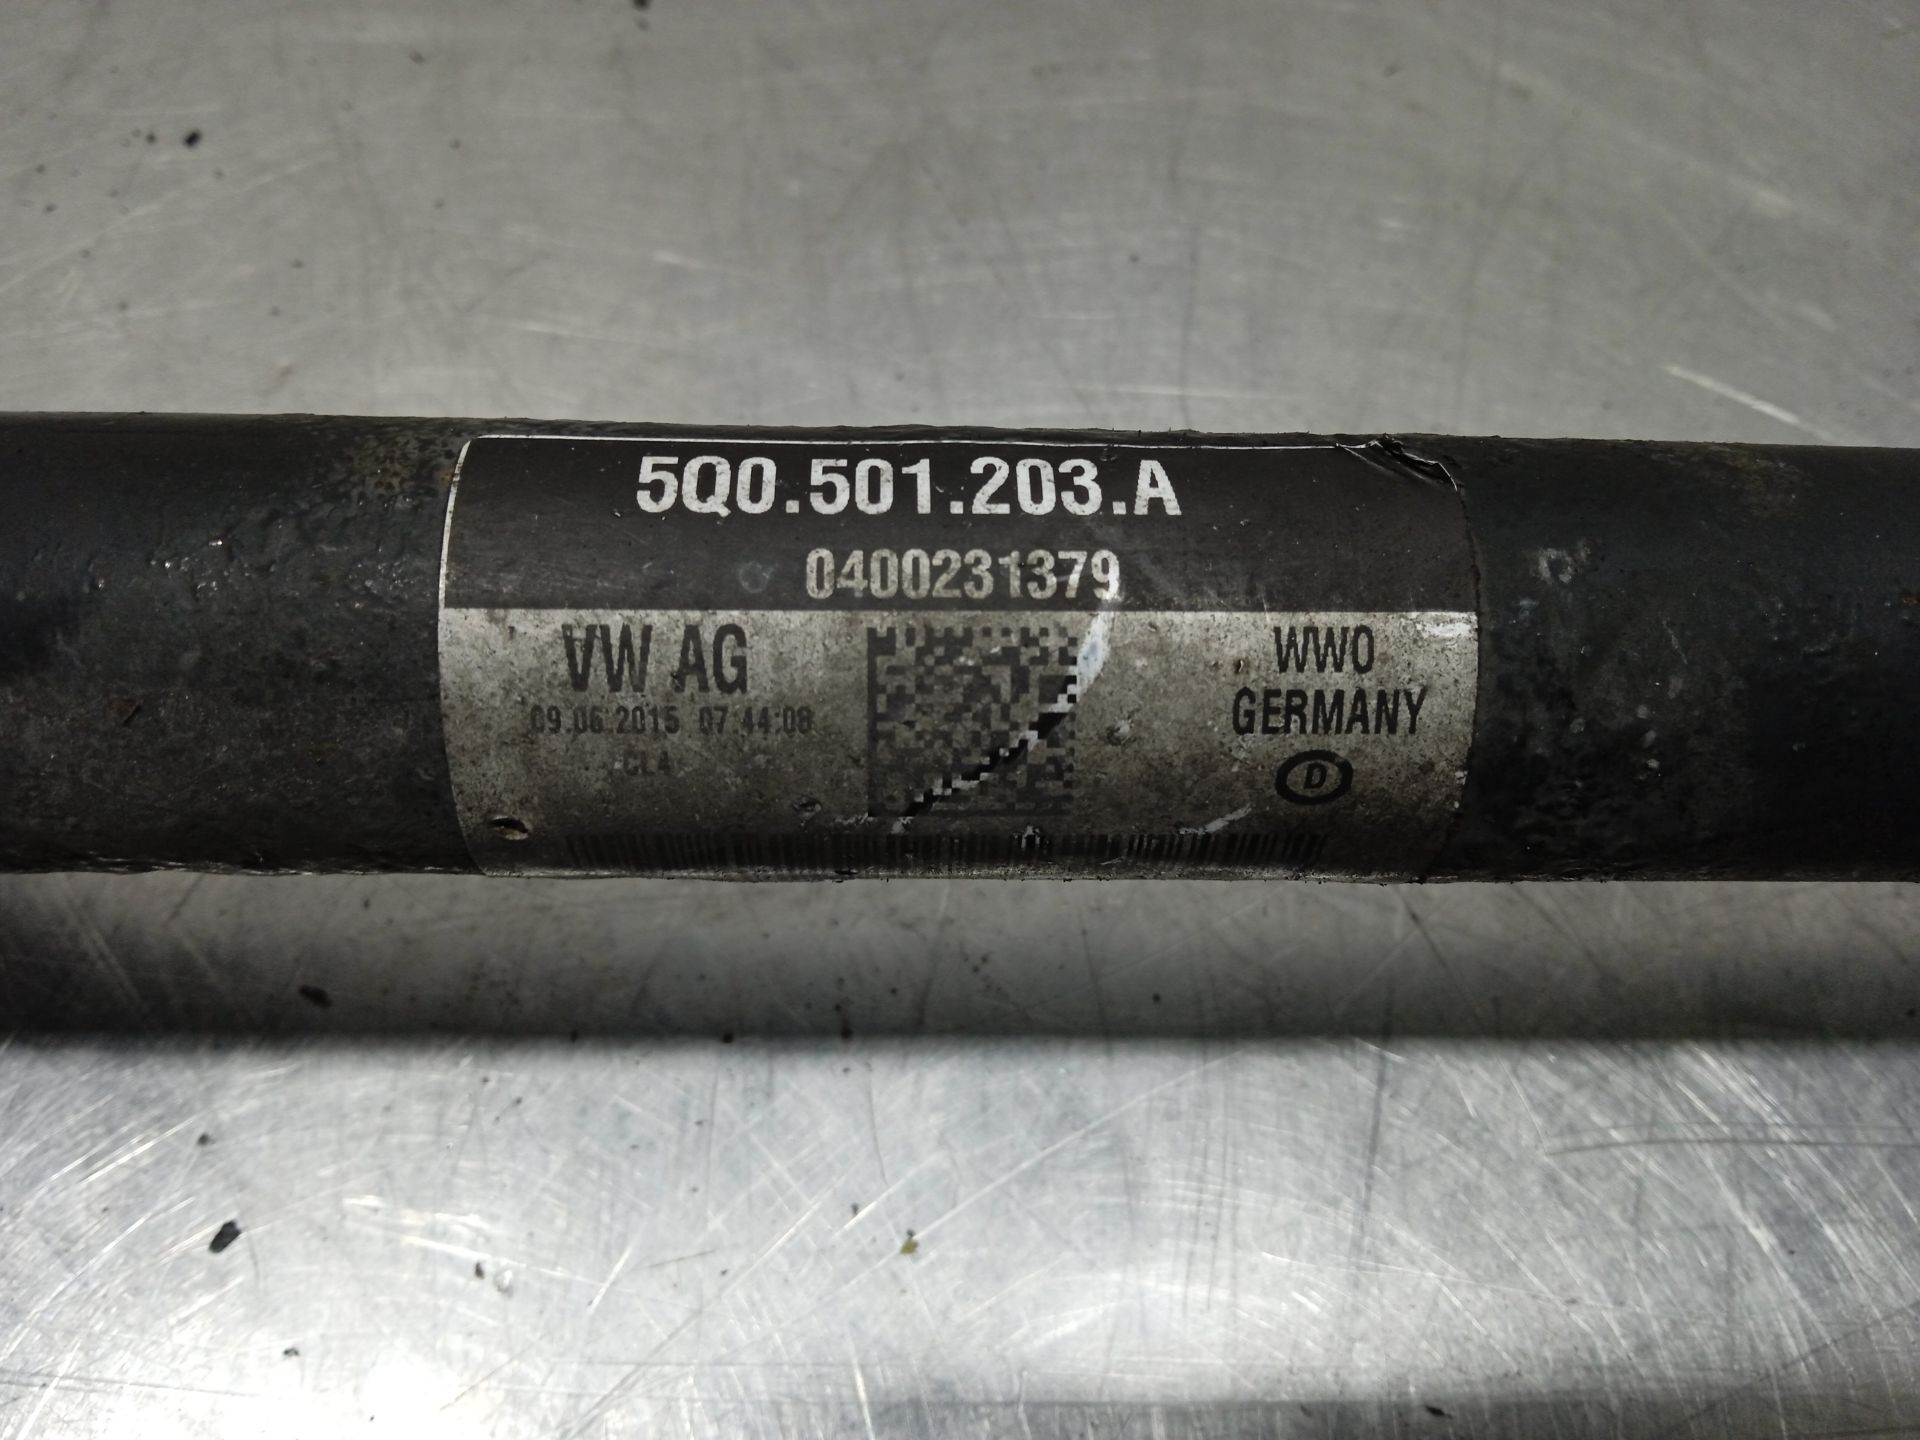 5Q0.501.203.A
0400231379
VW AG
09.06.2015 07:44:08
CL4
WWO
GERMANY
D